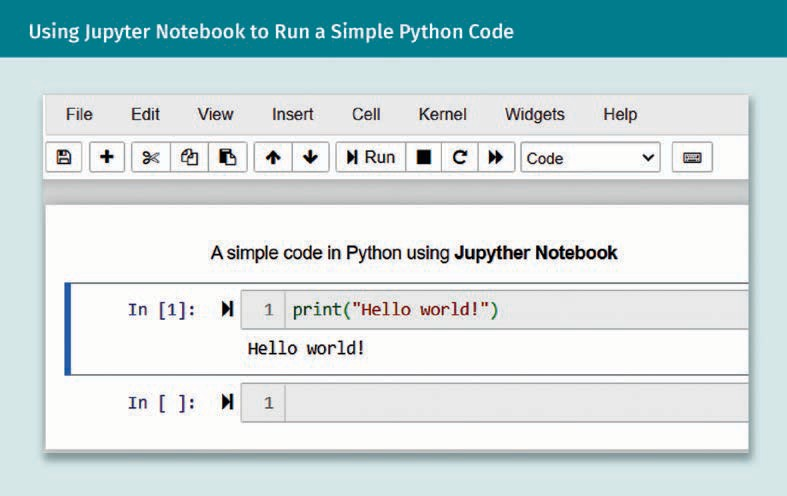 Using Jupyter Notebook to Run a Simple Python Code
File Edit View Insert Cell Kernel Widgets Help
Run Code
A simple code in Python using Jupyther Notebook
In [1]: 1 print("Hello world!")
Hello world!
In [ ]: 1